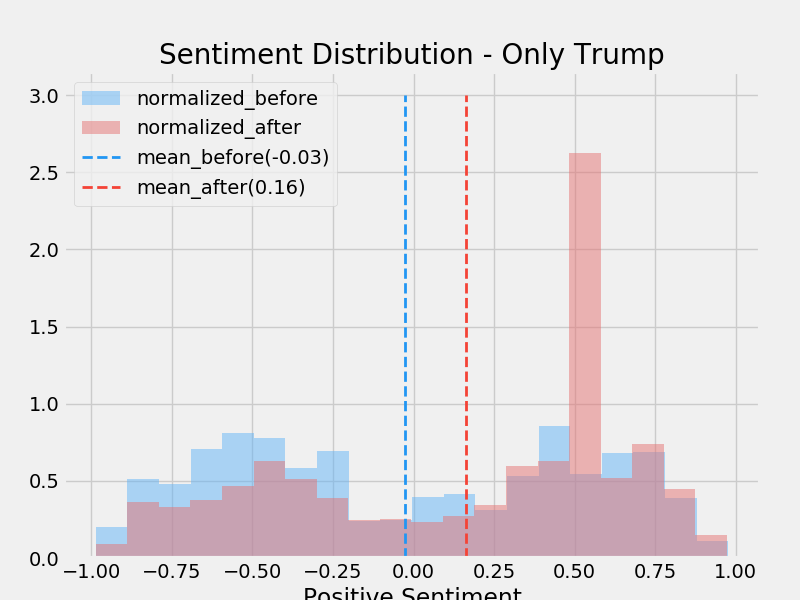 Sentiment Distribution - Only Trump
normalized_before
normalized_after
mean_before(-0.03)
mean_after(0.16)
3.0
2.5
2.0
1.5
1.0
0.5
0.0
−1.00 −0.75 −0.50 −0.25 0.00 0.25 0.50 0.75 1.00
Positive Sentiment